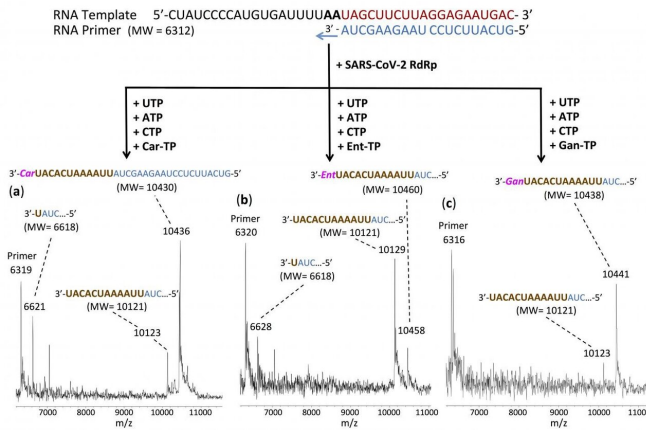 RNA Template 5’-CUAUCCCCAUGUGAUUUUAAUAGCUUCUUAGGAGAAUGAC- 3’
RNA Primer (MW = 6312) 3’ - AUCGAAGAAUCCUCUUACUG-5’
+ SARS-CoV-2 RdRp
+ UTP
+ ATP
+ CTP
+ Car-TP
+ UTP
+ ATP
+ CTP
+ Ent-TP
+ UTP
+ ATP
+ CTP
+ Gan-TP
3’-CarUACACUAAAAUUAUCGAAGAAUCCUCUUACUG-5’
(MW= 10430)
(a)
3’-UAUC...-5’
(MW= 6618)
Primer
6319
6621
10436
3’-UACACUAAAAUUAUC...-5’
(MW= 10121)
10123
7000 8000 9000 10000 11000
m/z
3’-EntUACACUAAAAUUAUC...-5’
(MW= 10460)
(b)
Primer
6320
3’-UACACUAAAAUUAUC...-5’
(MW= 10121)
10129
3’-UAUC...-5’
(MW= 6618)
6628
10458
7000 8000 9000 10000 11000
m/z
3’-GanUACACUAAAAUUAUC...-5’
(MW= 10438)
(c)
Primer
6316
10441
3’-UACACUAAAAUUAUC...-5’
(MW= 10121)
10123
7000 8000 9000 10000 11000
m/z